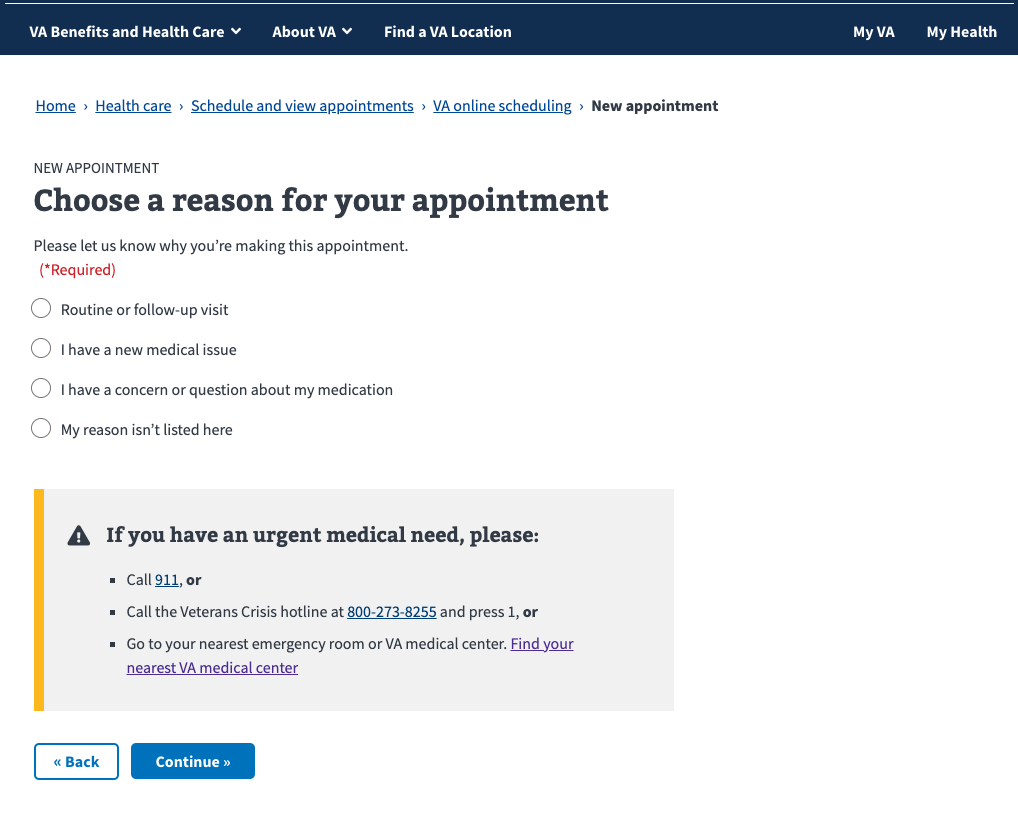 VA Benefits and Health Care About VA Find a VA Location My VA My Health
Home › Health care › Schedule and view appointments › VA online scheduling › New appointment
NEW APPOINTMENT
Choose a reason for your appointment
Please let us know why you’re making this appointment.
(*Required)
Routine or follow-up visit
I have a new medical issue
I have a concern or question about my medication
My reason isn’t listed here
If you have an urgent medical need, please:
▪ Call 911, or
▪ Call the Veterans Crisis hotline at 800-273-8255 and press 1, or
▪ Go to your nearest emergency room or VA medical center. Find your
nearest VA medical center
« Back Continue »